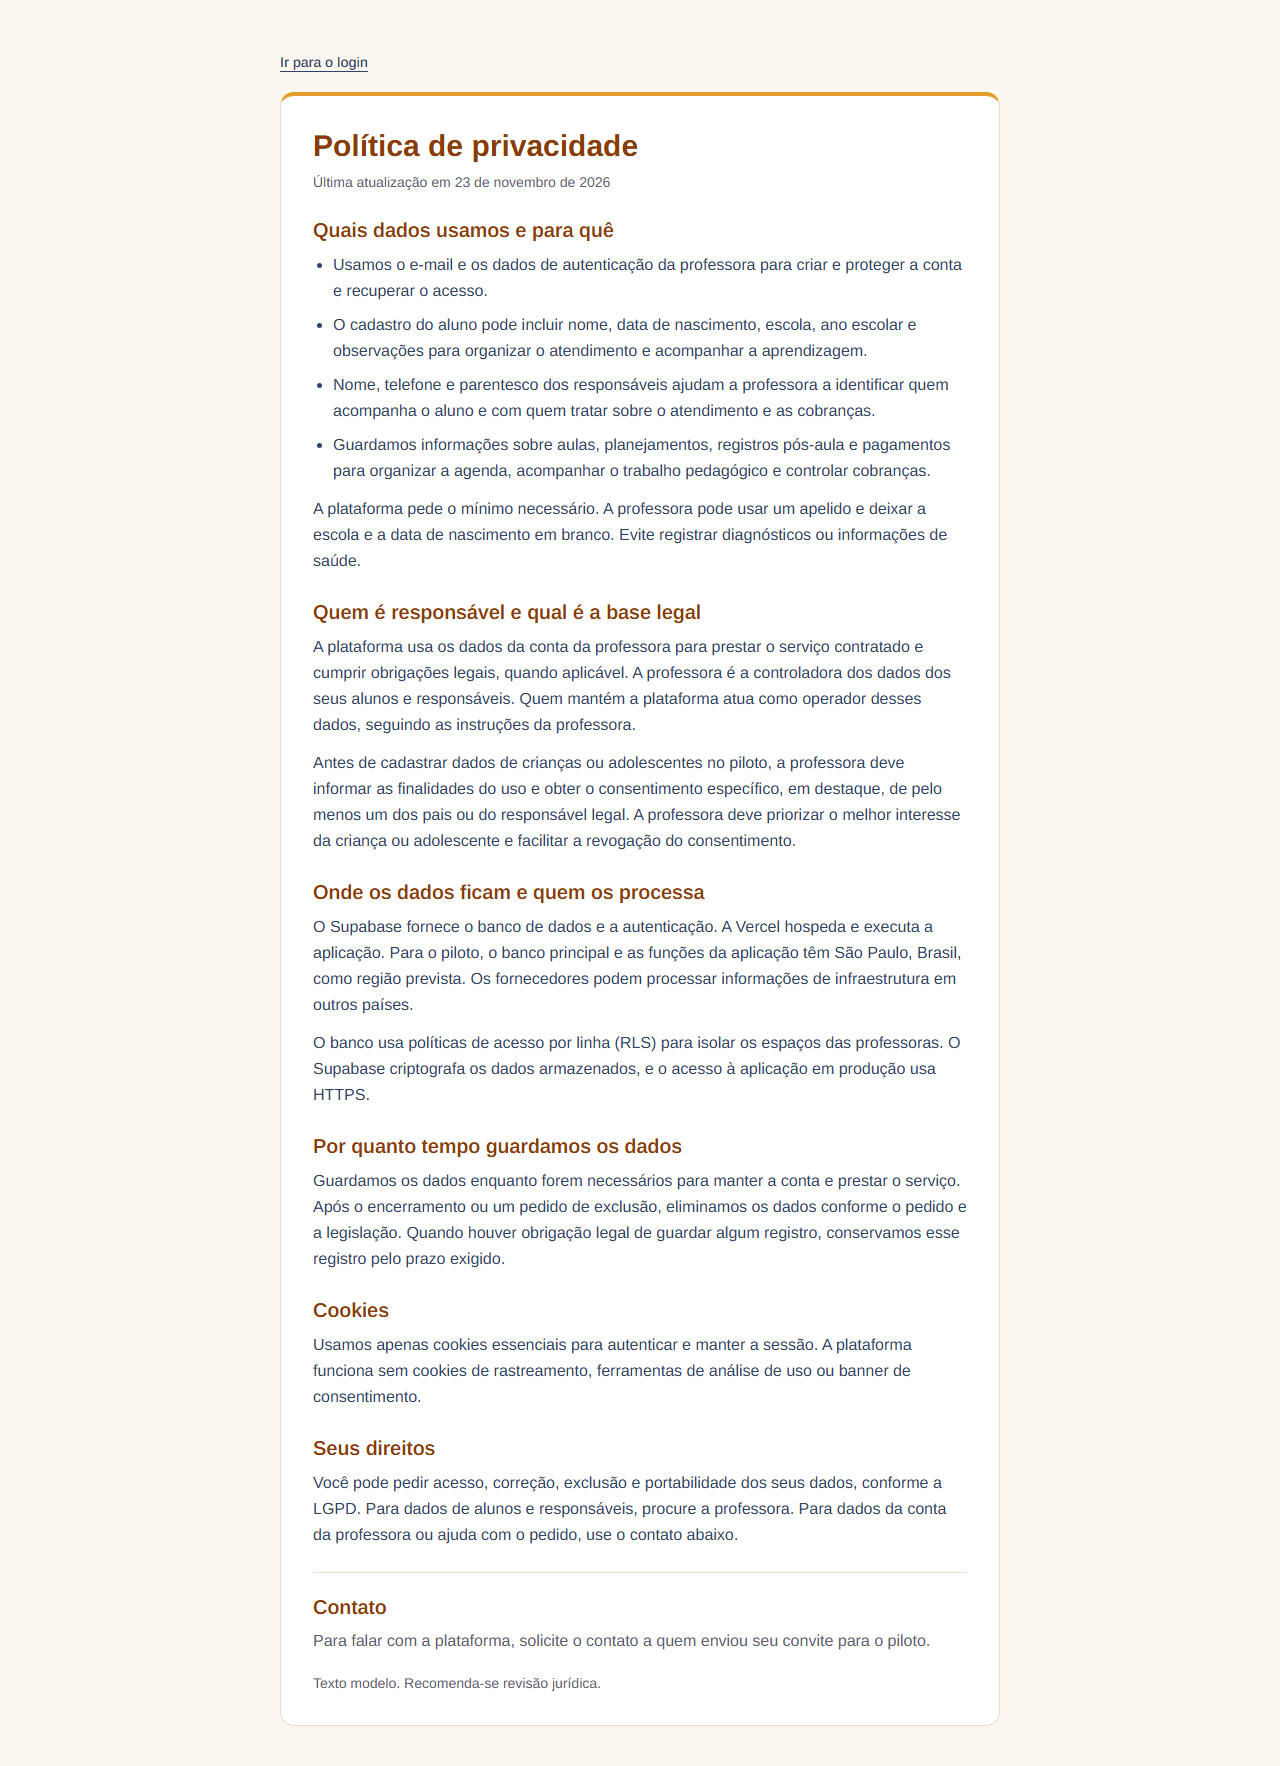 Ir para o login
Política de privacidade
Última atualização em 23 de novembro de 2026
Quais dados usamos e para quê
• Usamos o e-mail e os dados de autenticação da professora para criar e proteger a conta
e recuperar o acesso.
• O cadastro do aluno pode incluir nome, data de nascimento, escola, ano escolar e
observações para organizar o atendimento e acompanhar a aprendizagem.
• Nome, telefone e parentesco dos responsáveis ajudam a professora a identificar quem
acompanha o aluno e com quem tratar sobre o atendimento e as cobranças.
• Guardamos informações sobre aulas, planejamentos, registros pós-aula e pagamentos
para organizar a agenda, acompanhar o trabalho pedagógico e controlar cobranças.
A plataforma pede o mínimo necessário. A professora pode usar um apelido e deixar a
escola e a data de nascimento em branco. Evite registrar diagnósticos ou informações de
saúde.
Quem é responsável e qual é a base legal
A plataforma usa os dados da conta da professora para prestar o serviço contratado e
cumprir obrigações legais, quando aplicável. A professora é a controladora dos dados dos
seus alunos e responsáveis. Quem mantém a plataforma atua como operador desses
dados, seguindo as instruções da professora.
Antes de cadastrar dados de crianças ou adolescentes no piloto, a professora deve
informar as finalidades do uso e obter o consentimento específico, em destaque, de pelo
menos um dos pais ou do responsável legal. A professora deve priorizar o melhor interesse
da criança ou adolescente e facilitar a revogação do consentimento.
Onde os dados ficam e quem os processa
O Supabase fornece o banco de dados e a autenticação. A Vercel hospeda e executa a
aplicação. Para o piloto, o banco principal e as funções da aplicação têm São Paulo, Brasil,
como região prevista. Os fornecedores podem processar informações de infraestrutura em
outros países.
O banco usa políticas de acesso por linha (RLS) para isolar os espaços das professoras. O
Supabase criptografa os dados armazenados, e o acesso à aplicação em produção usa
HTTPS.
Por quanto tempo guardamos os dados
Guardamos os dados enquanto forem necessários para manter a conta e prestar o serviço.
Após o encerramento ou um pedido de exclusão, eliminamos os dados conforme o pedido e
a legislação. Quando houver obrigação legal de guardar algum registro, conservamos esse
registro pelo prazo exigido.
Cookies
Usamos apenas cookies essenciais para autenticar e manter a sessão. A plataforma
funciona sem cookies de rastreamento, ferramentas de análise de uso ou banner de
consentimento.
Seus direitos
Você pode pedir acesso, correção, exclusão e portabilidade dos seus dados, conforme a
LGPD. Para dados de alunos e responsáveis, procure a professora. Para dados da conta
da professora ou ajuda com o pedido, use o contato abaixo.
Contato
Para falar com a plataforma, solicite o contato a quem enviou seu convite para o piloto.
Texto modelo. Recomenda-se revisão jurídica.